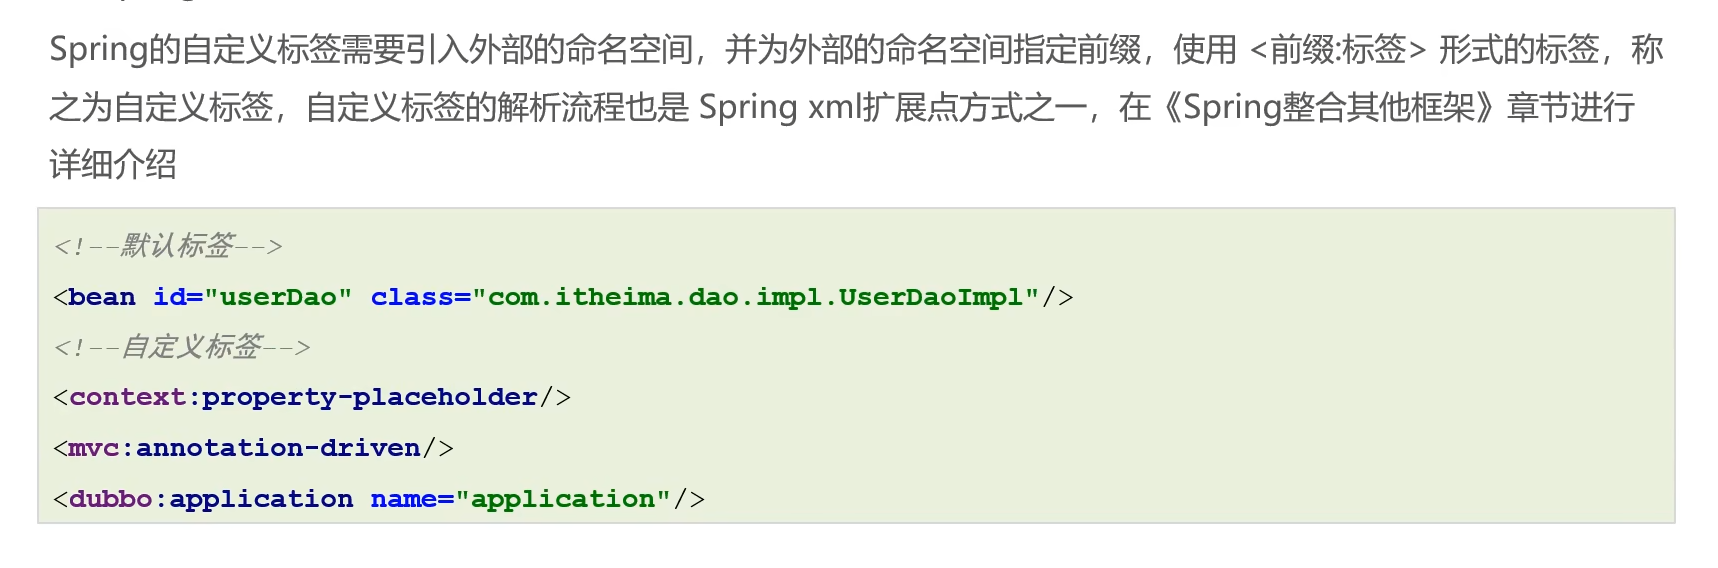 Spring的自定义标签需要引入外部的命名空间，并为外部的命名空间指定前缀，使用 <前缀:标签> 形式的标签，称
之为自定义标签，自定义标签的解析流程也是 Spring xml扩展点方式之一，在《Spring整合其他框架》章节进行
详细介绍
<!--默认标签-->
<bean id="userDao" class="com.itheima.dao.impl.UserDaoImpl"/>
<!--自定义标签-->
<context:property-placeholder/>
<mvc:annotation-driven/>
<dubbo:application name="application"/>